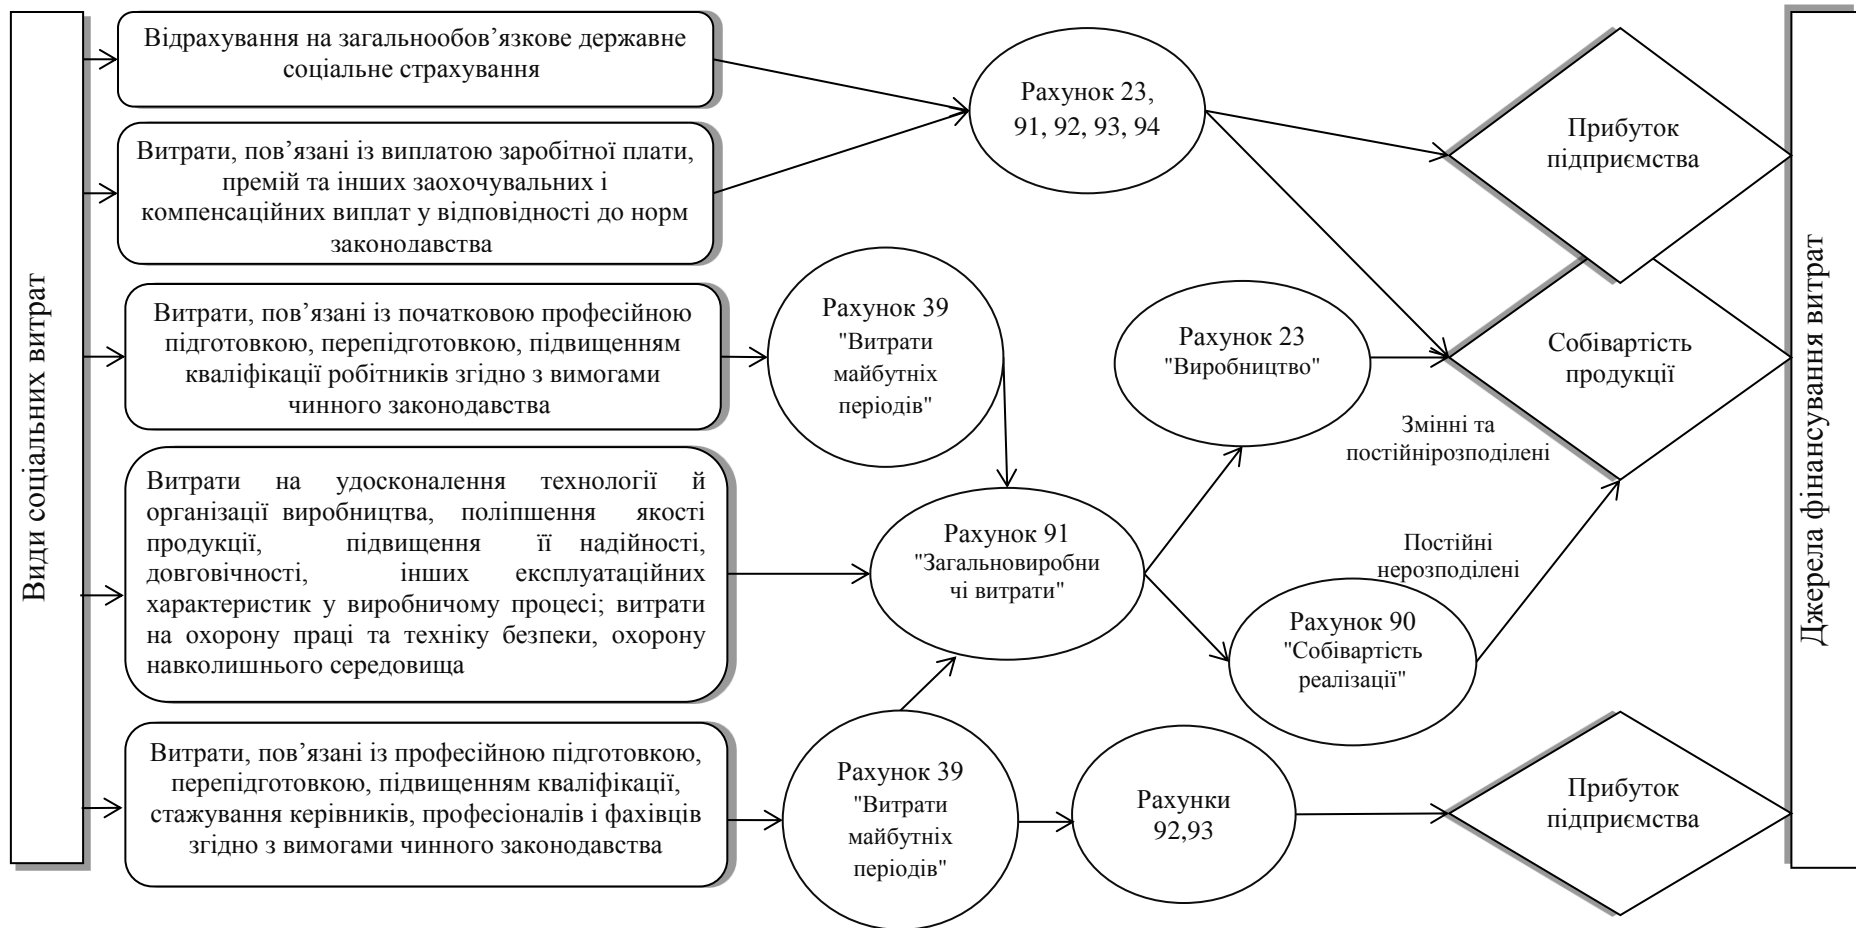 Види соціальних витрат
Відрахування на загальнообов’язкове державне
соціальне страхування
Витрати, пов’язані із виплатою заробітної плати,
премій та інших заохочувальних і
компенсаційних виплат у відповідності до норм
законодавства
Витрати, пов’язані із початковою професійною
підготовкою, перепідготовкою, підвищенням
кваліфікації робітників згідно з вимогами
чинного законодавства
Витрати на удосконалення технології й
організації виробництва, поліпшення якості
продукції, підвищення її надійності,
довговічності, інших експлуатаційних
характеристик у виробничому процесі; витрати
на охорону праці та техніку безпеки, охорону
навколишнього середовища
Витрати, пов’язані із професійною підготовкою,
перепідготовкою, підвищенням кваліфікації,
стажування керівників, професіоналів і фахівців
згідно з вимогами чинного законодавства
Рахунок 23,
91, 92, 93, 94
Рахунок 39
"Витрати
майбутніх
періодів"
Рахунок 91
"Загальновиробни
чі витрати"
Рахунок 39
"Витрати
майбутніх
періодів"
Рахунок 23
"Виробництво"
Змінні та
постійнірозподілені
Постійні
нерозподілені
Рахунок 90
"Собівартість
реалізації"
Рахунки
92,93
Прибуток
підприємства
Собівартість
продукції
Прибуток
підприємства
Джерела фінансування витрат